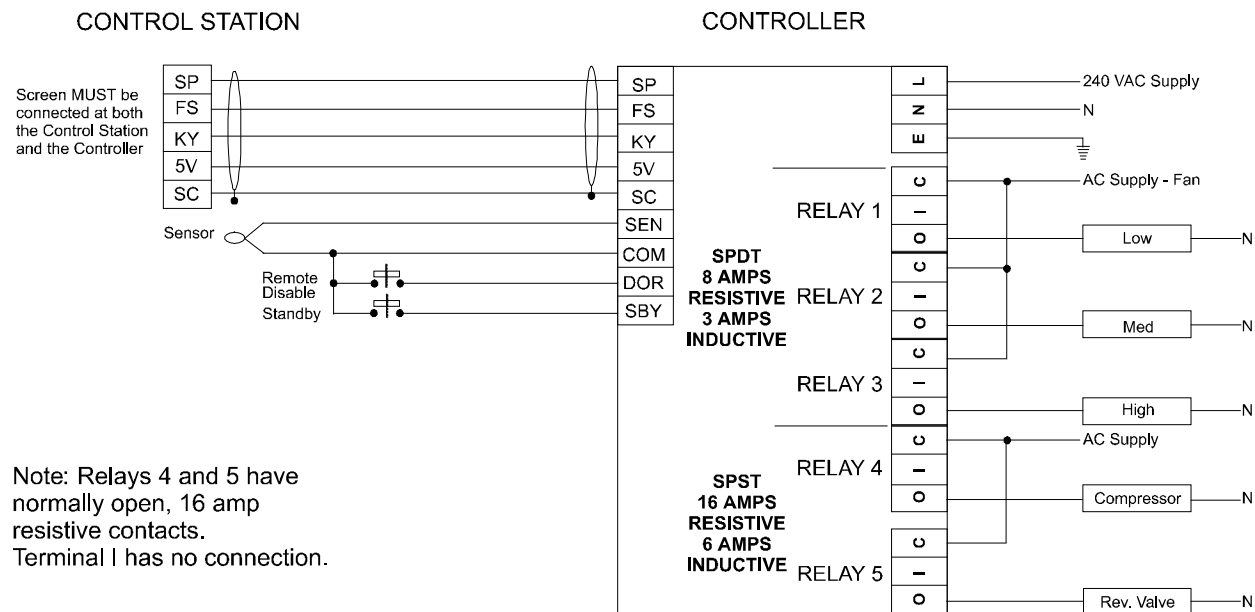 CONTROL STATION
CONTROLLER
Screen MUST be
connected at both
the Control Station
and the Controller
SP
FS
KY
5V
SC
Sensor
Remote
Disable
Standby
SP
FS
KY
5V
SC
SEN
COM
DOR
SBY
SPDT
8 AMPS
RESISTIVE
3 AMPS
INDUCTIVE
SPST
16 AMPS
RESISTIVE
6 AMPS
INDUCTIVE
RELAY 1
RELAY 2
RELAY 3
RELAY 4
RELAY 5
L
N
E
C
I
O
C
I
O
C
I
O
C
I
O
C
I
O
240 VAC Supply
N
AC Supply - Fan
Low N
Med N
High N
AC Supply
Compressor N
Rev. Valve N
Note: Relays 4 and 5 have
normally open, 16 amp
resistive contacts.
Terminal I has no connection.